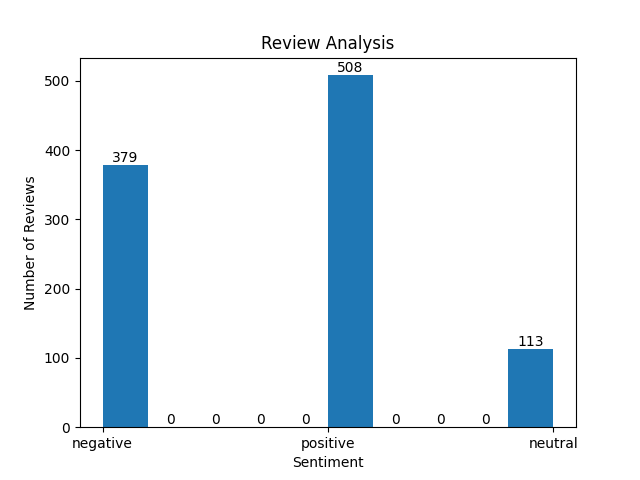 Review Analysis
Number of Reviews
500
400
300
200
100
0
379
0
0
0
0
508
0
0
0
113
negative
positive
neutral
Sentiment